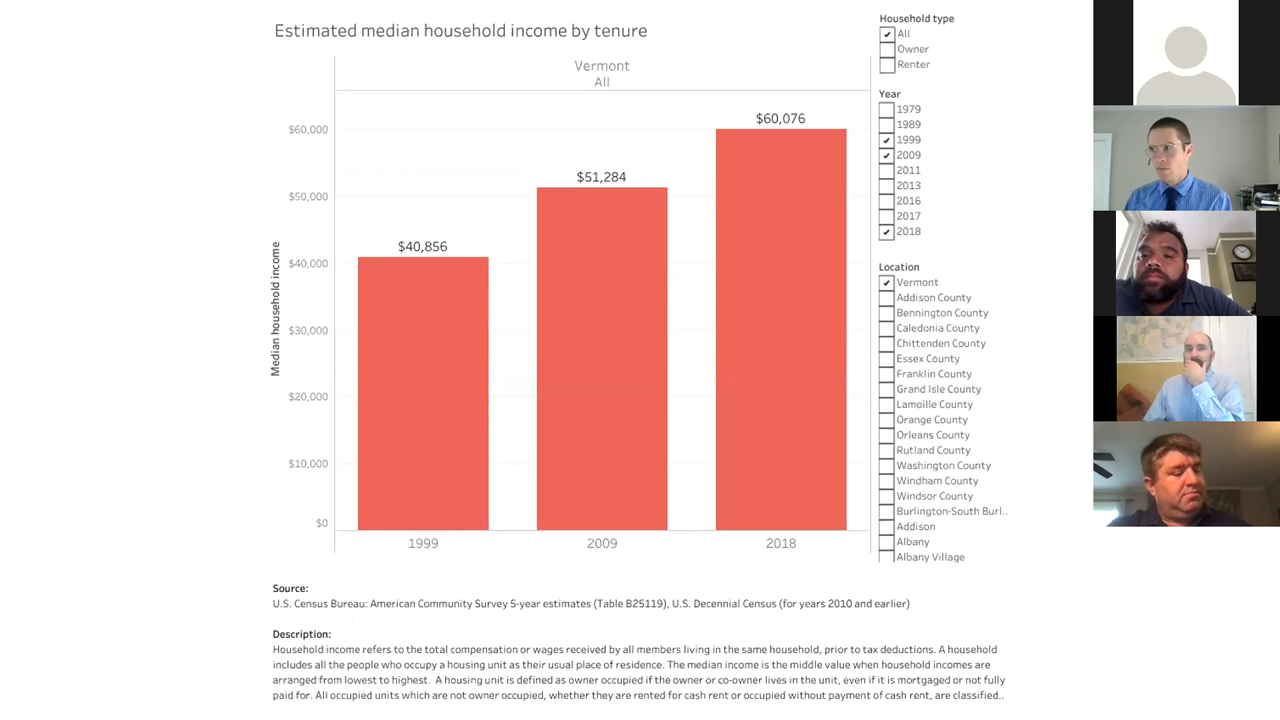 Estimated median household income by tenure
Vermont
All
$60,000
$50,000
$40,000
$30,000
$20,000
$10,000
$0
Median household income
$40,856
$51,284
$60,076
1999
2009
2018
Household type
All
Owner
Renter
Year
1979
1989
1999
2009
2011
2013
2016
2017
2018
Location
Vermont
Addison County
Bennington County
Caledonia County
Chittenden County
Essex County
Franklin County
Grand Isle County
Lamoille County
Orange County
Orleans County
Rutland County
Washington County
Windham County
Windsor County
Burlington-South Burl..
Addison
Albany
Albany Village
Source:
U.S. Census Bureau: American Community Survey 5-year estimates (Table B25119), U.S. Decennial Census (for years 2010 and earlier)
Description:
Household income refers to the total compensation or wages received by all members living in the same household, prior to tax deductions. A household
includes all the people who occupy a housing unit as their usual place of residence. The median income is the middle value when household incomes are
arranged from lowest to highest.  A housing unit is defined as owner occupied if the owner or co-owner lives in the unit, even if it is mortgaged or not fully
paid for. All occupied units which are not owner occupied, whether they are rented for cash rent or occupied without payment of cash rent, are classified..